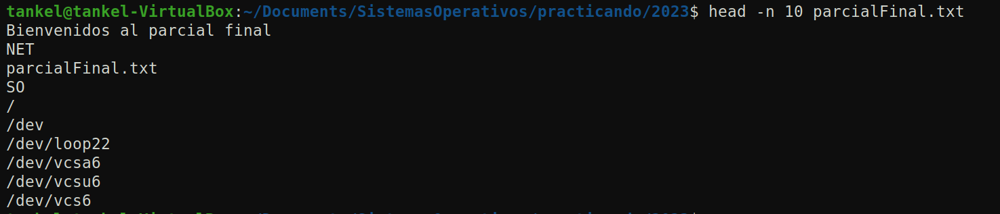 tankel@tankel-VirtualBox:~/Documents/SistemasOperativos/practicando/2023$ head -n 10 parcialFinal.txt
Bienvenidos al parcial final
NET
parcialFinal.txt
SO
/
/dev
/dev/loop22
/dev/vcsa6
/dev/vcsu6
/dev/vcs6